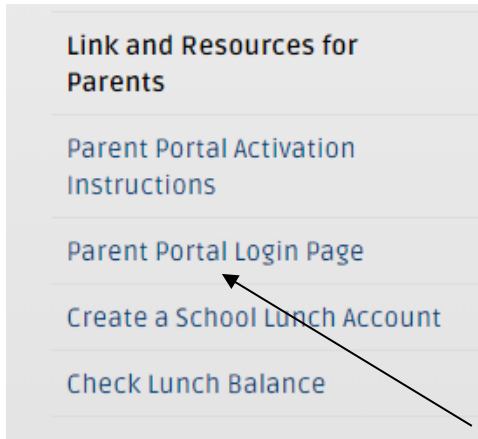 Link and Resources for
Parents
Parent Portal Activation
Instructions
Parent Portal Login Page
Create a School Lunch Account
Check Lunch Balance